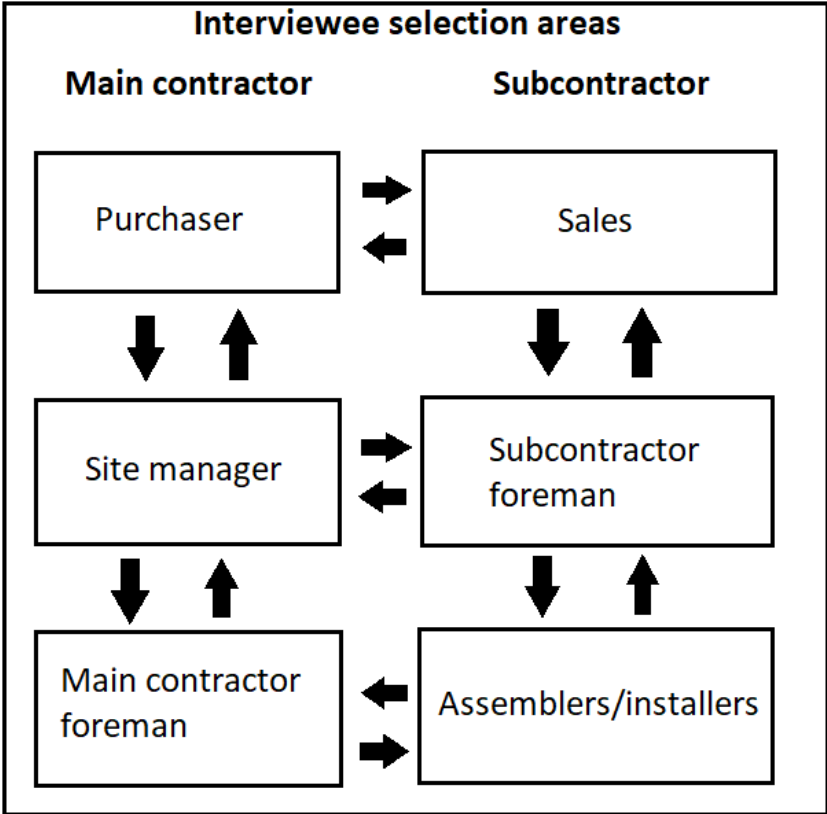 Interviewee selection areas
Main contractor
Subcontractor
Purchaser
Sales
Site manager
Subcontractor
foreman
Main contractor
foreman
Assemblers/installers